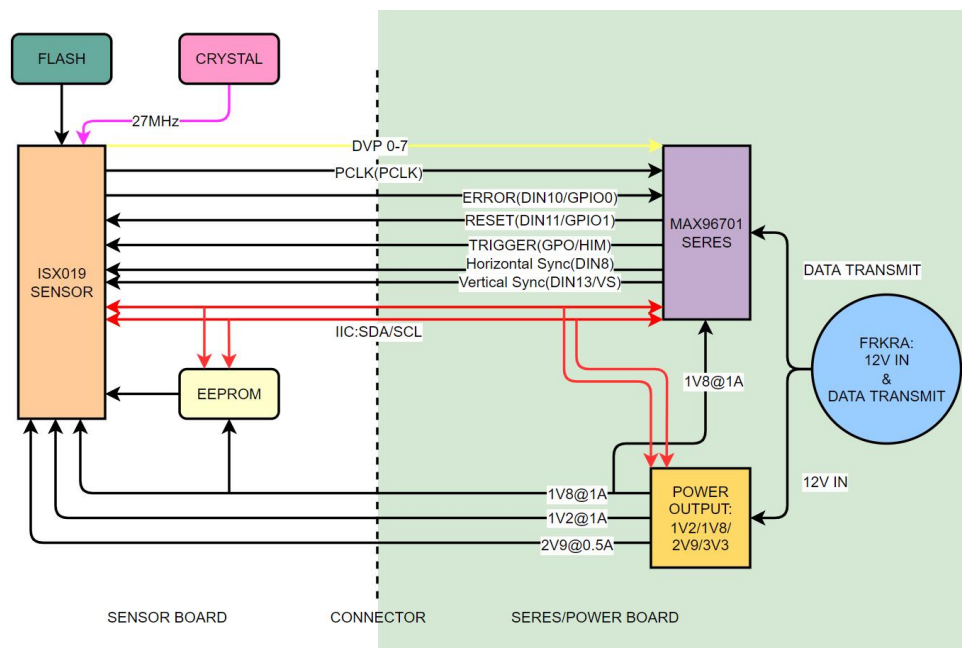 FLASH
CRYSTAL
27MHz
DVP 0-7
PCLK(PCLK)
ERROR(DIN10/GPIO0)
RESET(DIN11/GPIO1)
TRIGGER(GPO/HIM)
Horizontal Sync(DIN8)
Vertical Sync(DIN13/VS)
IIC:SDA/SCL
ISX019
SENSOR
MAX96701
SERES
DATA TRANSMIT
FRKRA:
12V IN
&
DATA TRANSMIT
EEPROM
1V8@1A
12V IN
1V8@1A
1V2@1A
2V9@0.5A
POWER
OUTPUT:
1V2/1V8/
2V9/3V3
SENSOR BOARD
CONNECTOR
SERES/POWER BOARD